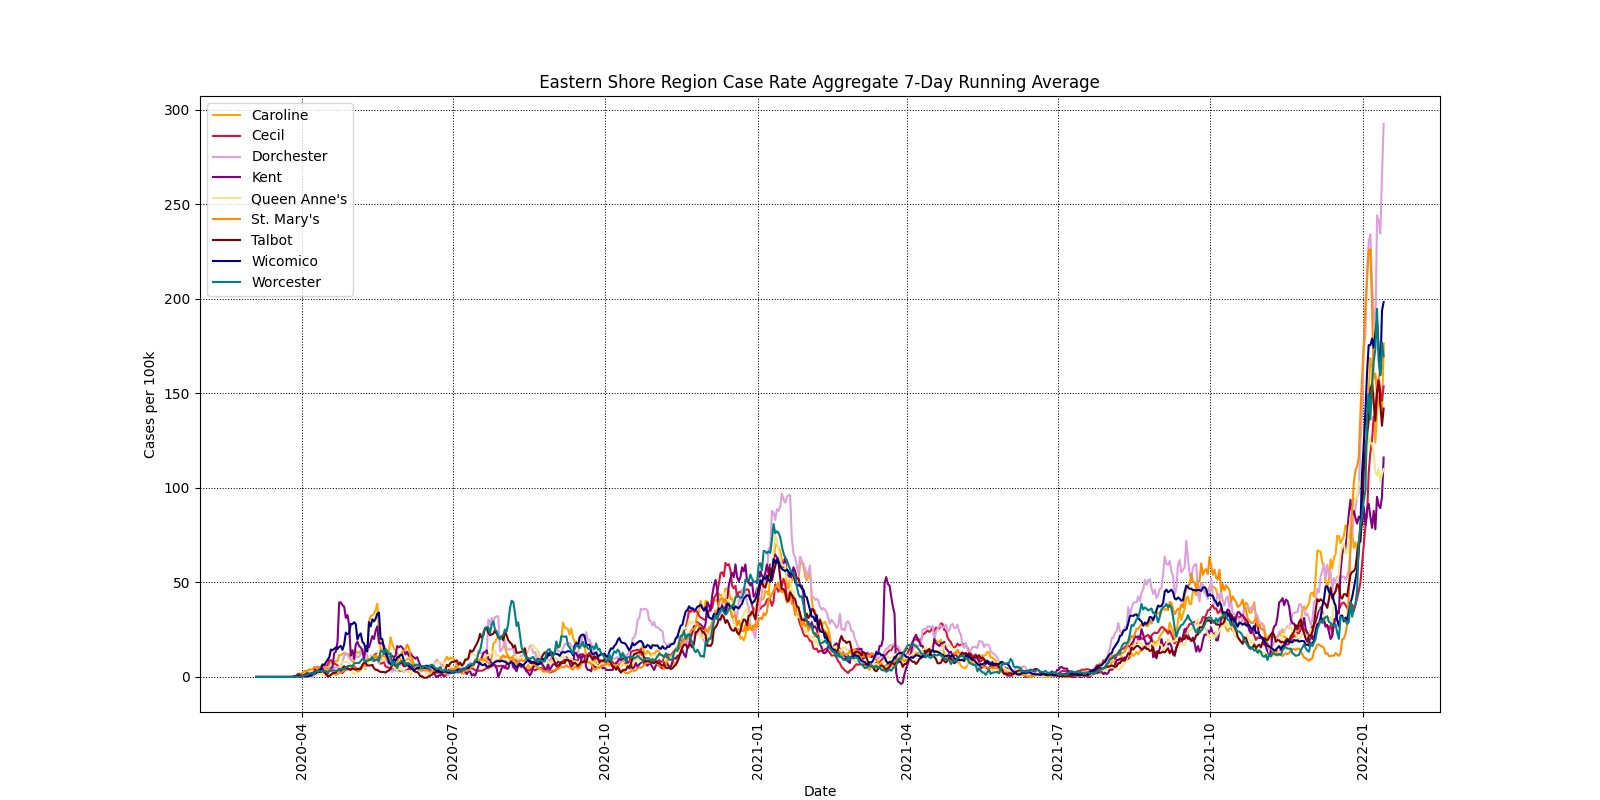 Eastern Shore Region Case Rate Aggregate 7-Day Running Average
300
250
200
150
100
50
0
Cases per 100k
Caroline
Cecil
Dorchester
Kent
Queen Anne's
St. Mary's
Talbot
Wicomico
Worcester
2020-04
2020-07
2020-10
2021-01
2021-04
2021-07
2021-10
2022-01
Date